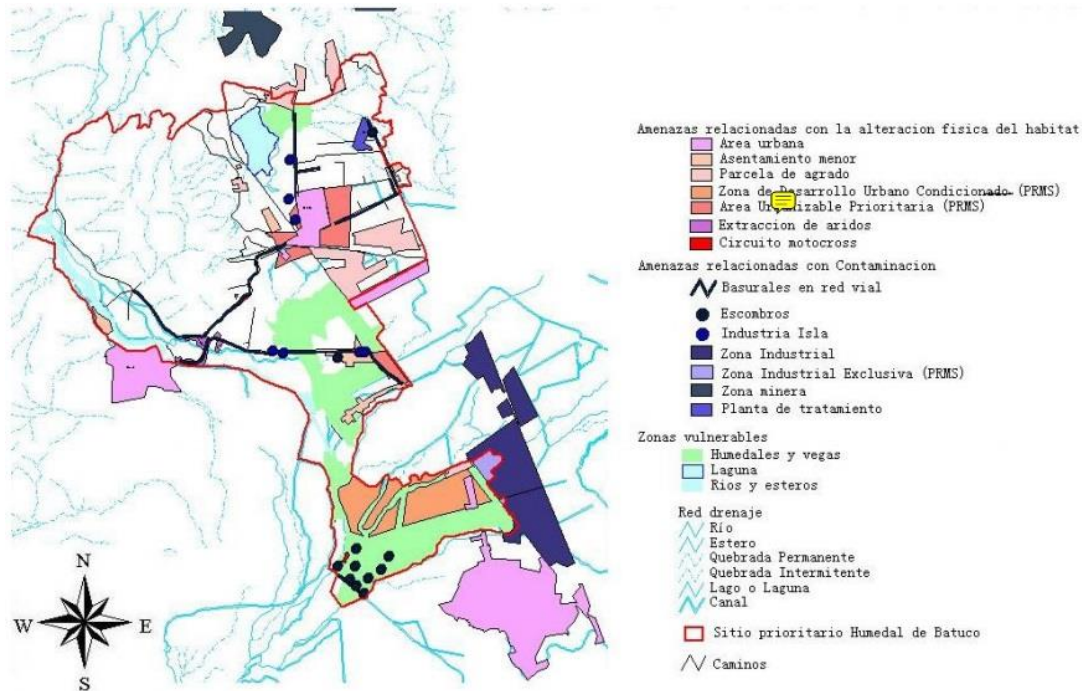 Amenazas relacionadas con la alteracion fisica del habitat
Area urbana
Asentamiento menor
Parcela de agrado
Zona de Desarrollo Urbano Condicionado (PRMS)
Area Urbanizable Prioritaria (PRMS)
Extraccion de aridos
Circuito motocross
Amenazas relacionadas con Contaminacion
Basurales en red vial
Escombros
Industria Isla
Zona Industrial
Zona Industrial Exclusiva (PRMS)
Zona minera
Planta de tratamiento
Zonas vulnerables
Humedales y vegas
Laguna
Rios y esteros
Red drenaje
Río
Estero
Quebrada Permanente
Quebrada Intermitente
Lago o Laguna
Canal
Sitio prioritario Humedal de Batuco
Caminos
N
W E
S